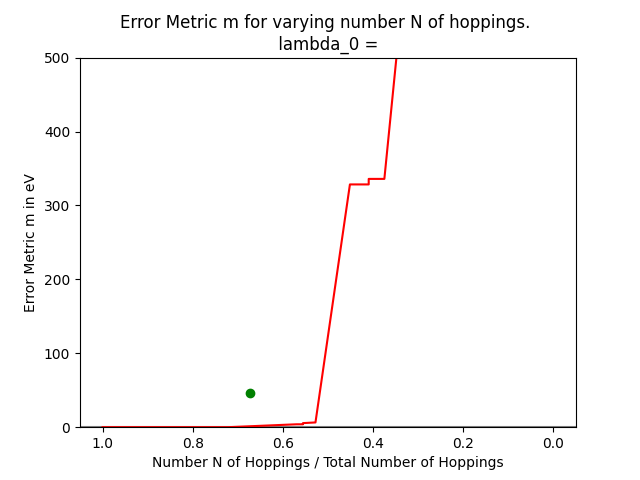 Error Metric m for varying number N of hoppings.
lambda_0 =
Error Metric m in eV
500
400
300
200
100
0
1.0 0.8 0.6 0.4 0.2 0.0
Number N of Hoppings / Total Number of Hoppings